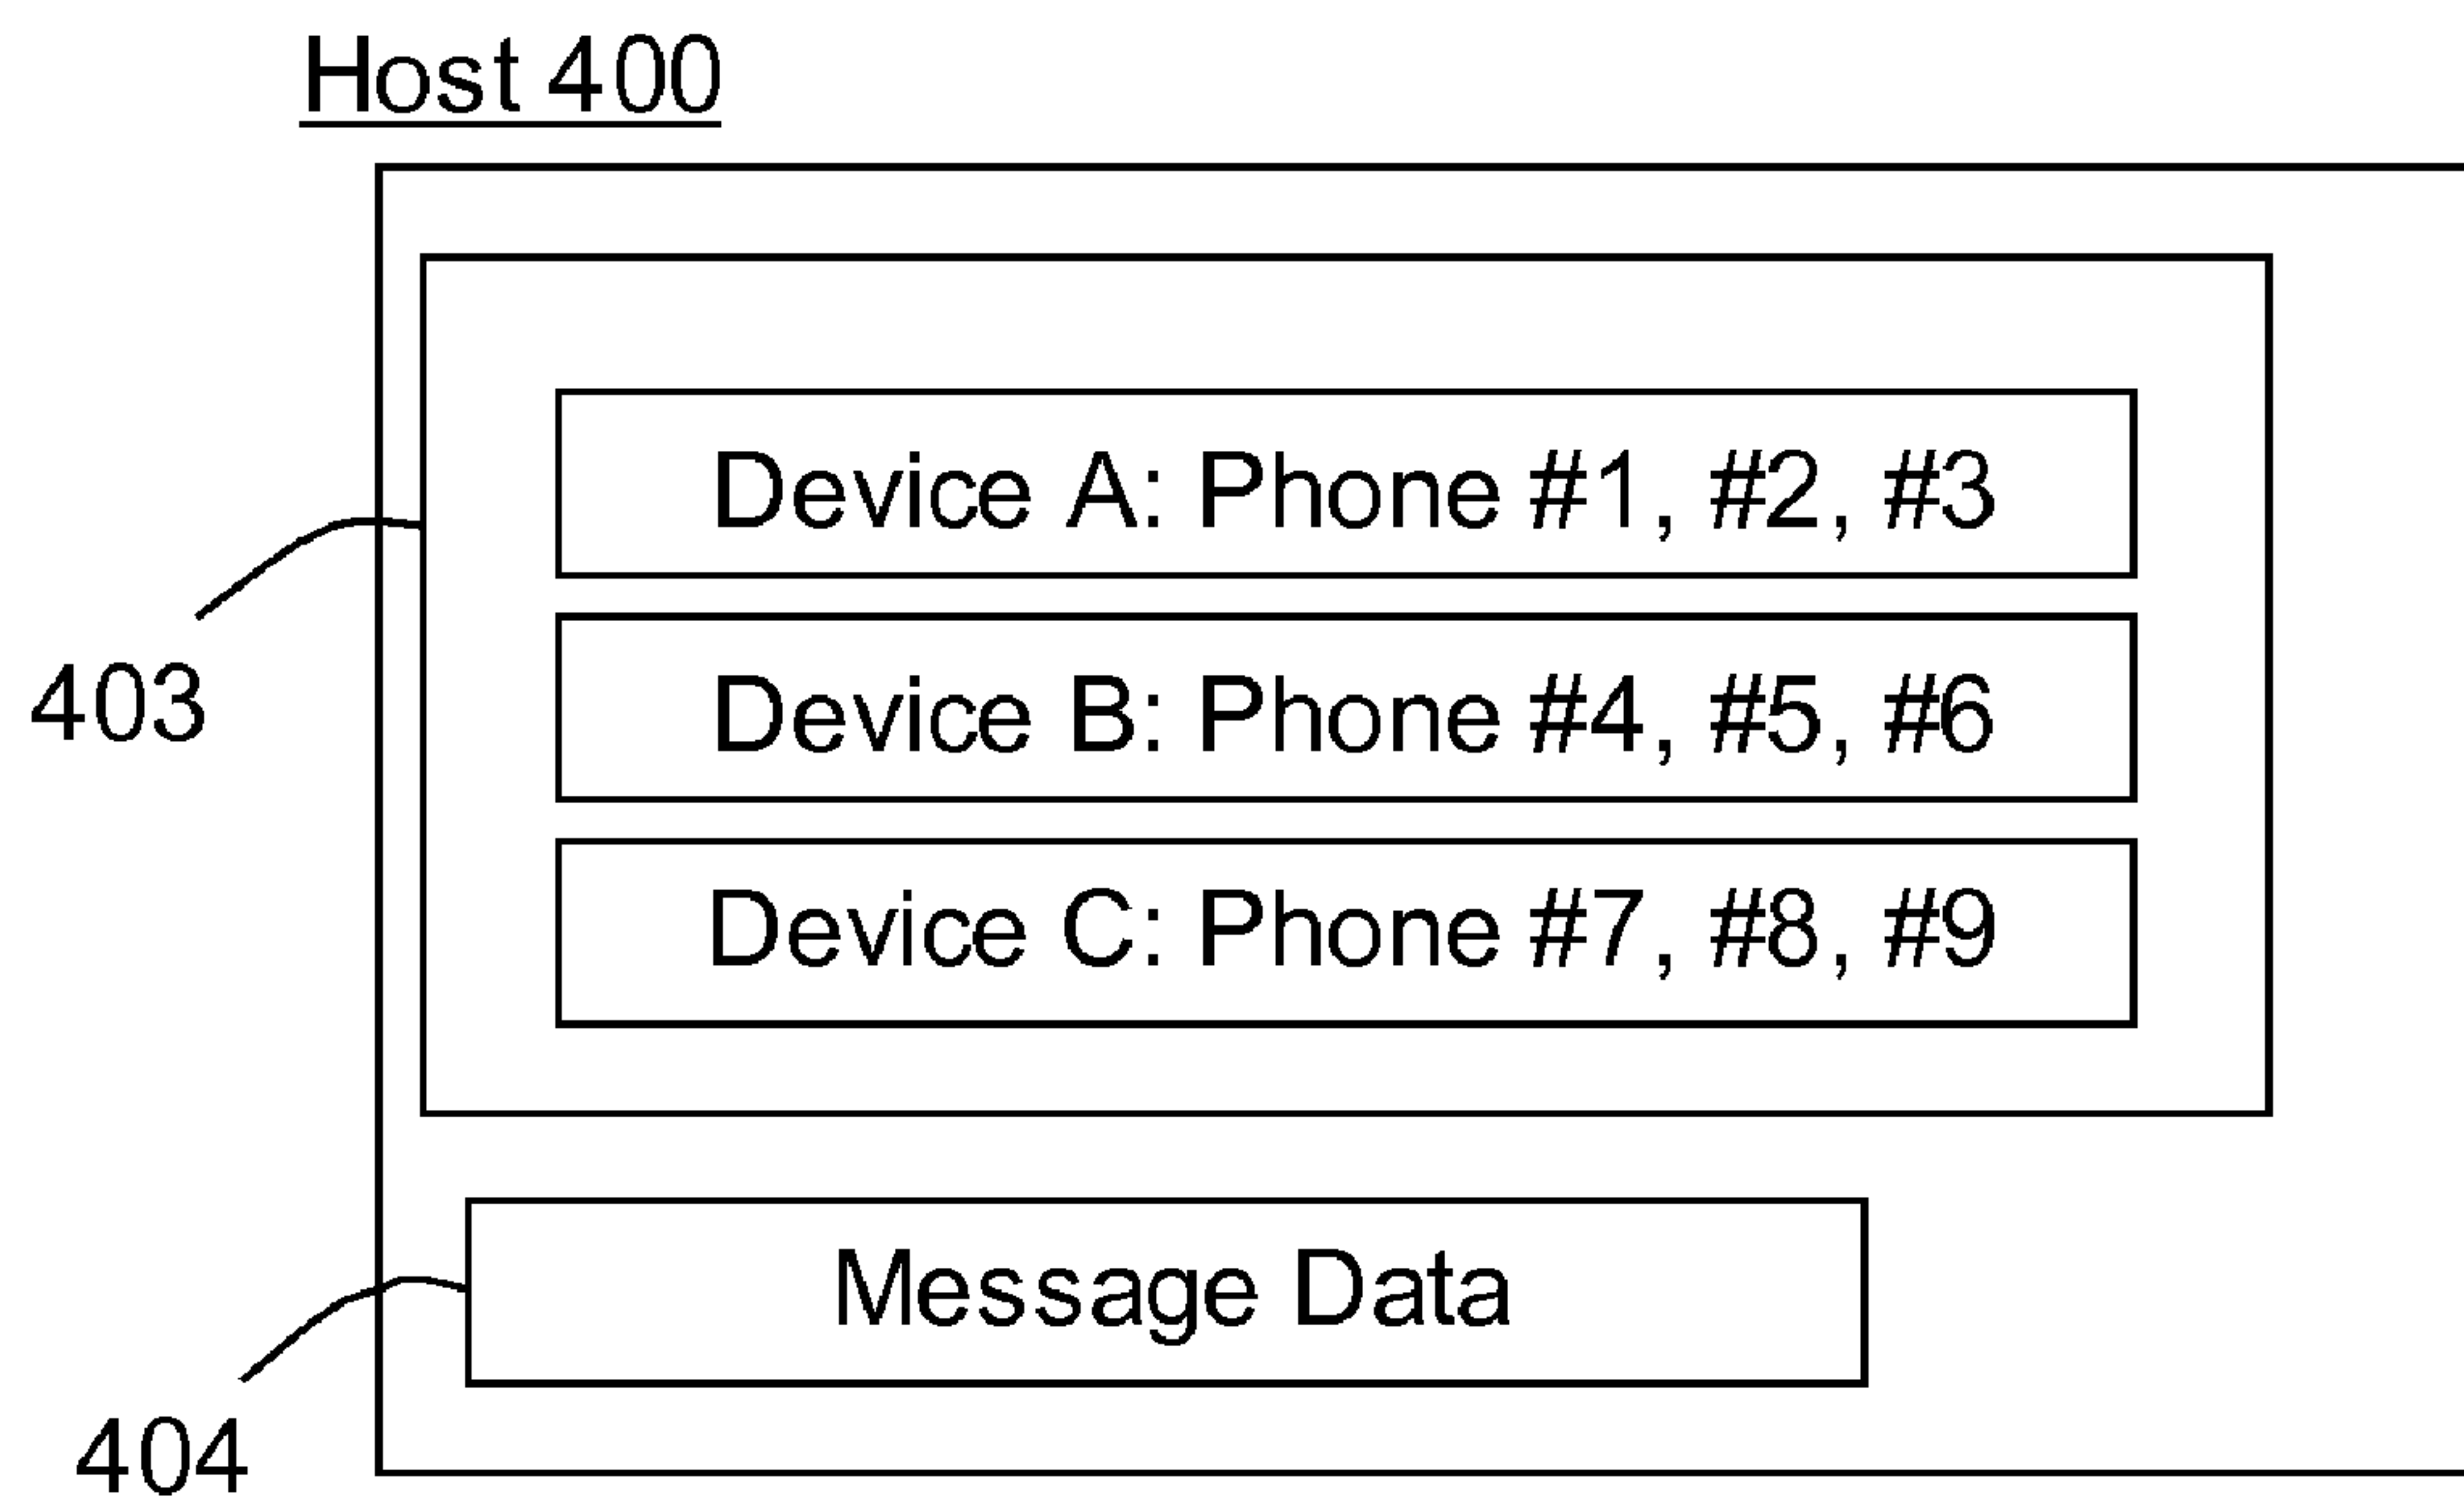 Host 400
Device A: Phone #1, #2, #3
403
Device B: Phone #4, #5, #6
Device C: Phone #7, #8, #9
Message Data
404